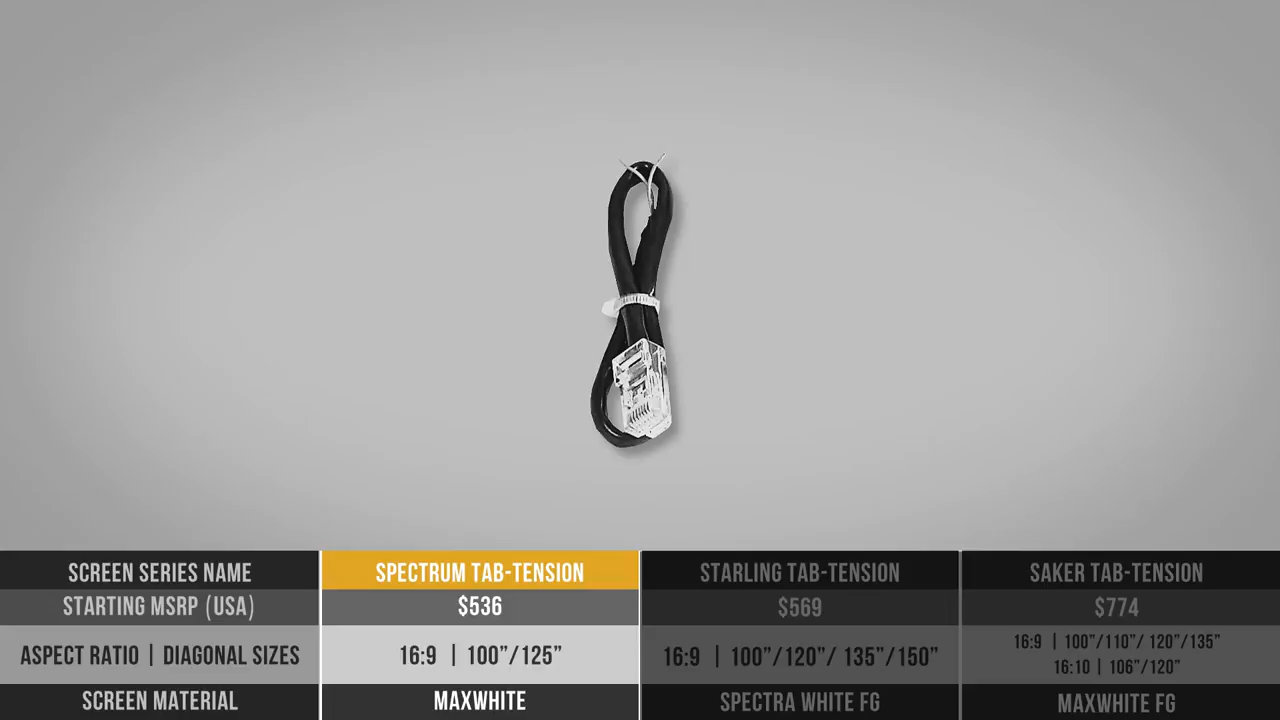 SCREEN SERIES NAME SPECTRUM TAB-TENSION STARLING TAB-TENSION SAKER TAB-TENSION
STARTING MSRP (USA) $536 $569 $774
ASPECT RATIO | DIAGONAL SIZES 16:9 | 100”/125” 16:9 | 100”/120”/ 135”/150” 16:9 | 100”/110”/ 120”/135”
16:10 | 106”/120”
SCREEN MATERIAL MAXWHITE SPECTRA WHITE FG MAXWHITE FG